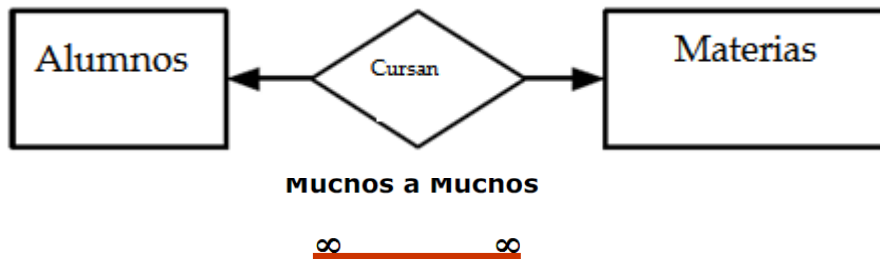 Alumnos
Cursan
Materias
Muchos a Muchos
∞ ∞